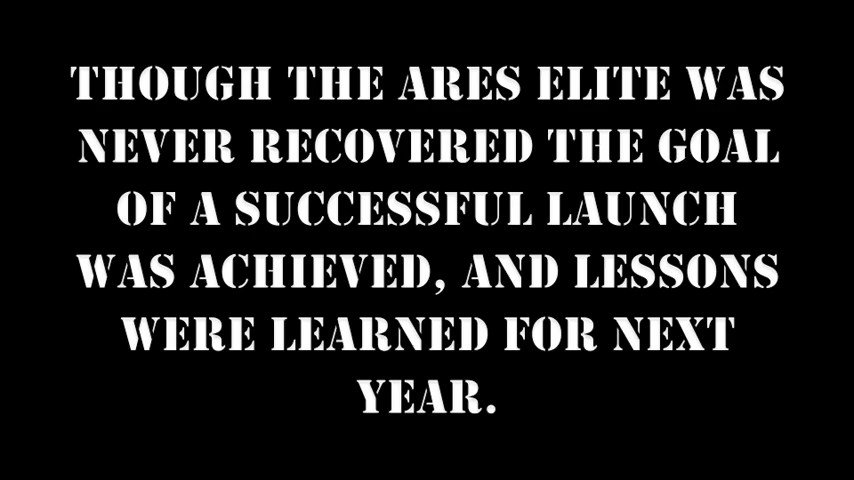 THOUGH THE ARES ELITE WAS
NEVER RECOVERED THE GOAL
OF A SUCCESSFUL LAUNCH
WAS ACHIEVED, AND LESSONS
WERE LEARNED FOR NEXT
YEAR.